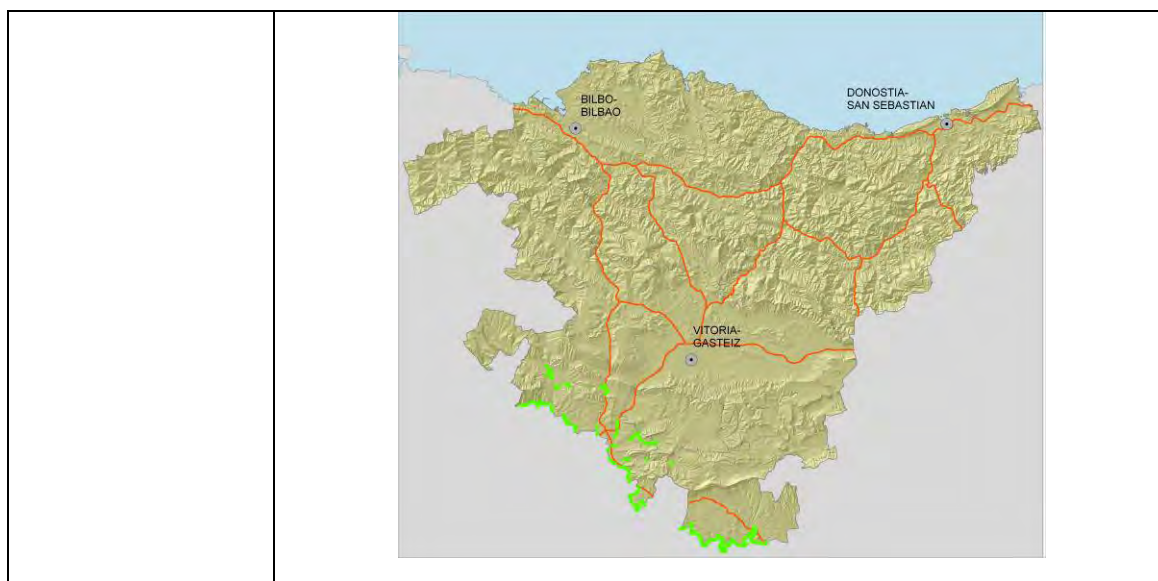 BILBO-
BILBAO
DONOSTIA-
SAN SEBASTIAN
VITORIA-
GASTEIZ